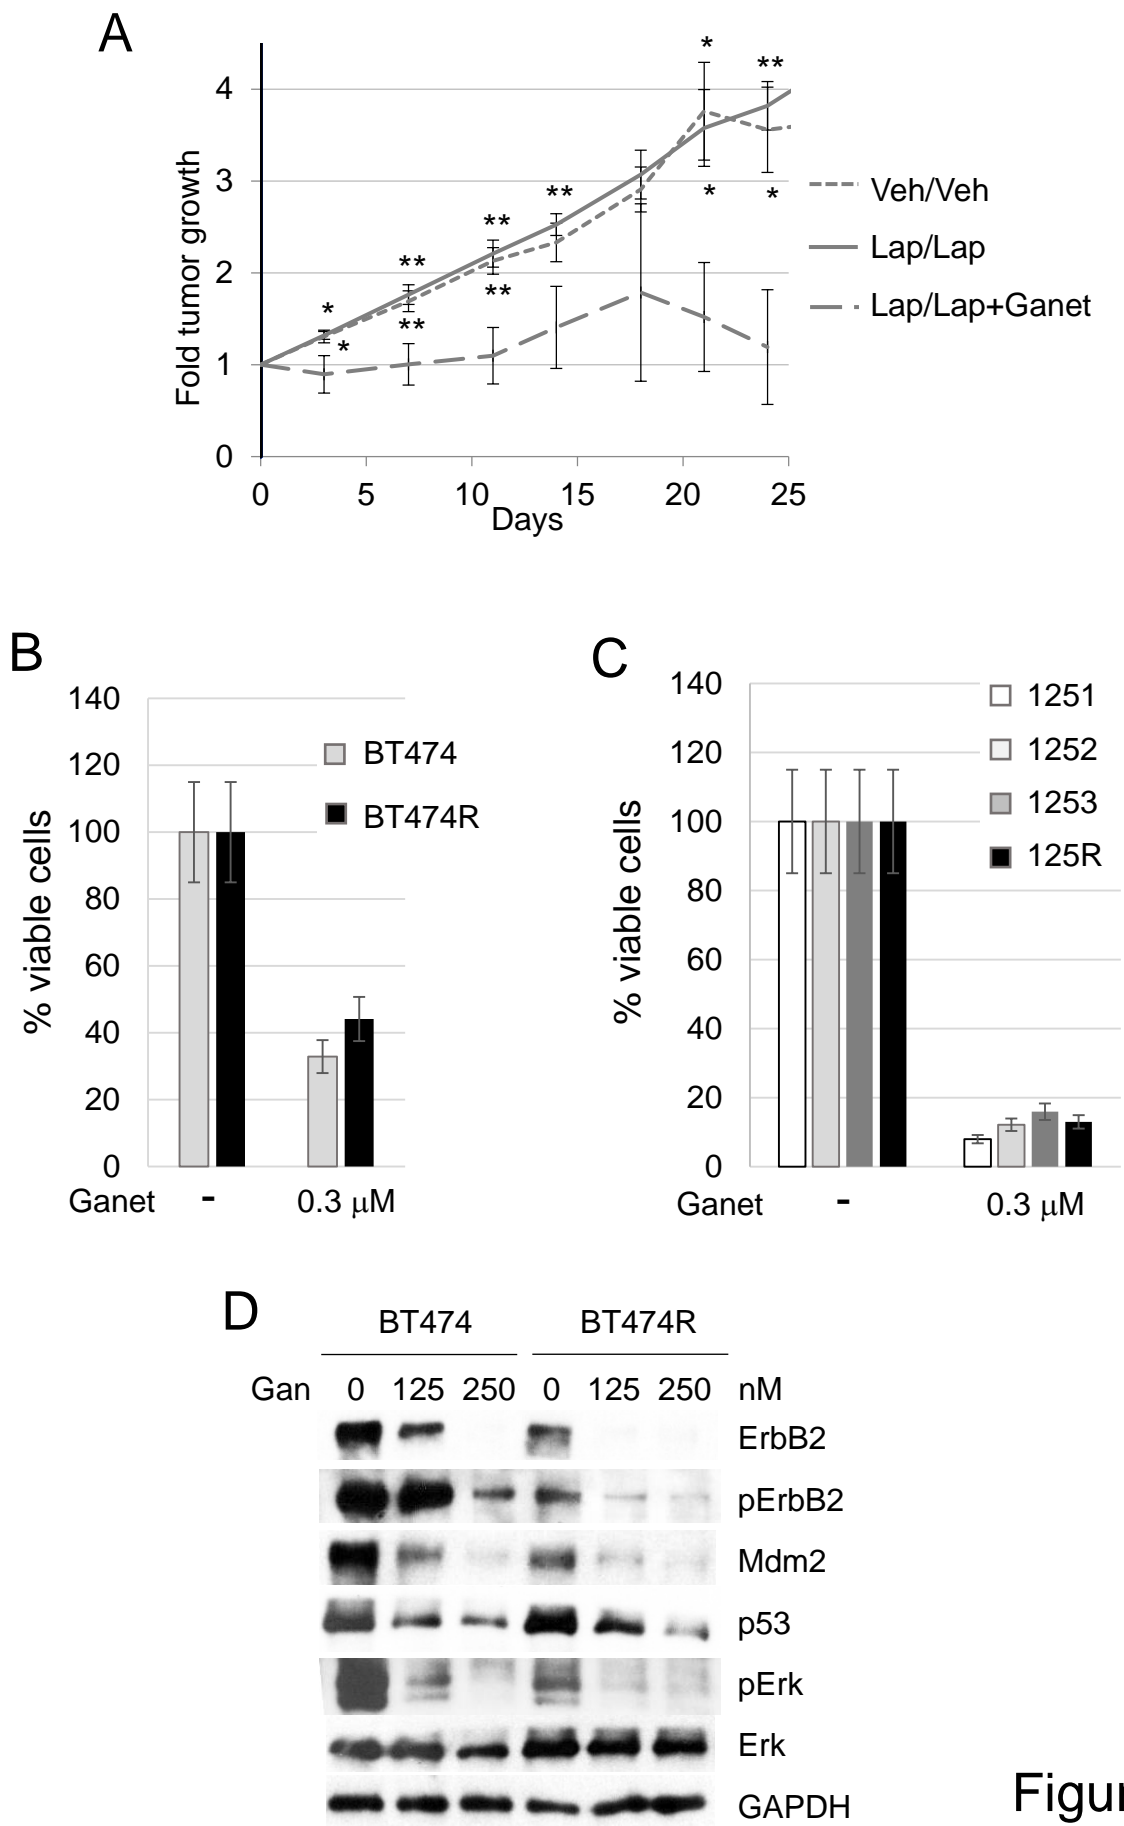 A
Fold tumor growth
4
3
2
1
0
* **
** ** ** * *
* ** **
*
0 5 10 15 20 25
Days
Veh/Veh
Lap/Lap
Lap/Lap+Ganet
B
% viable cells
140
120
100
80
60
40
20
0
BT474
BT474R
Ganet - 0.3 µM
C
% viable cells
140
120
100
80
60
40
20
0
1251
1252
1253
125R
Ganet - 0.3 µM
D
BT474 BT474R
Gan 0 125 250 0 125 250 nM
ErbB2
pErbB2
Mdm2
p53
pErk
Erk
GAPDH
Figur